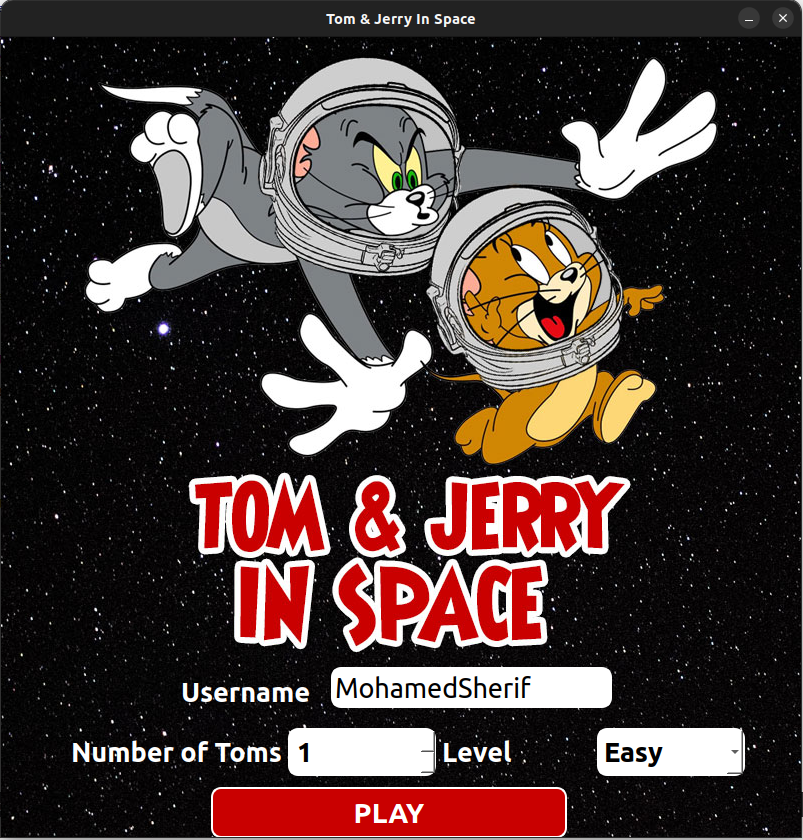 Tom & Jerry In Space
TOM & JERRY
IN SPACE
Username MohamedSherif
Number of Toms 1 Level Easy
PLAY